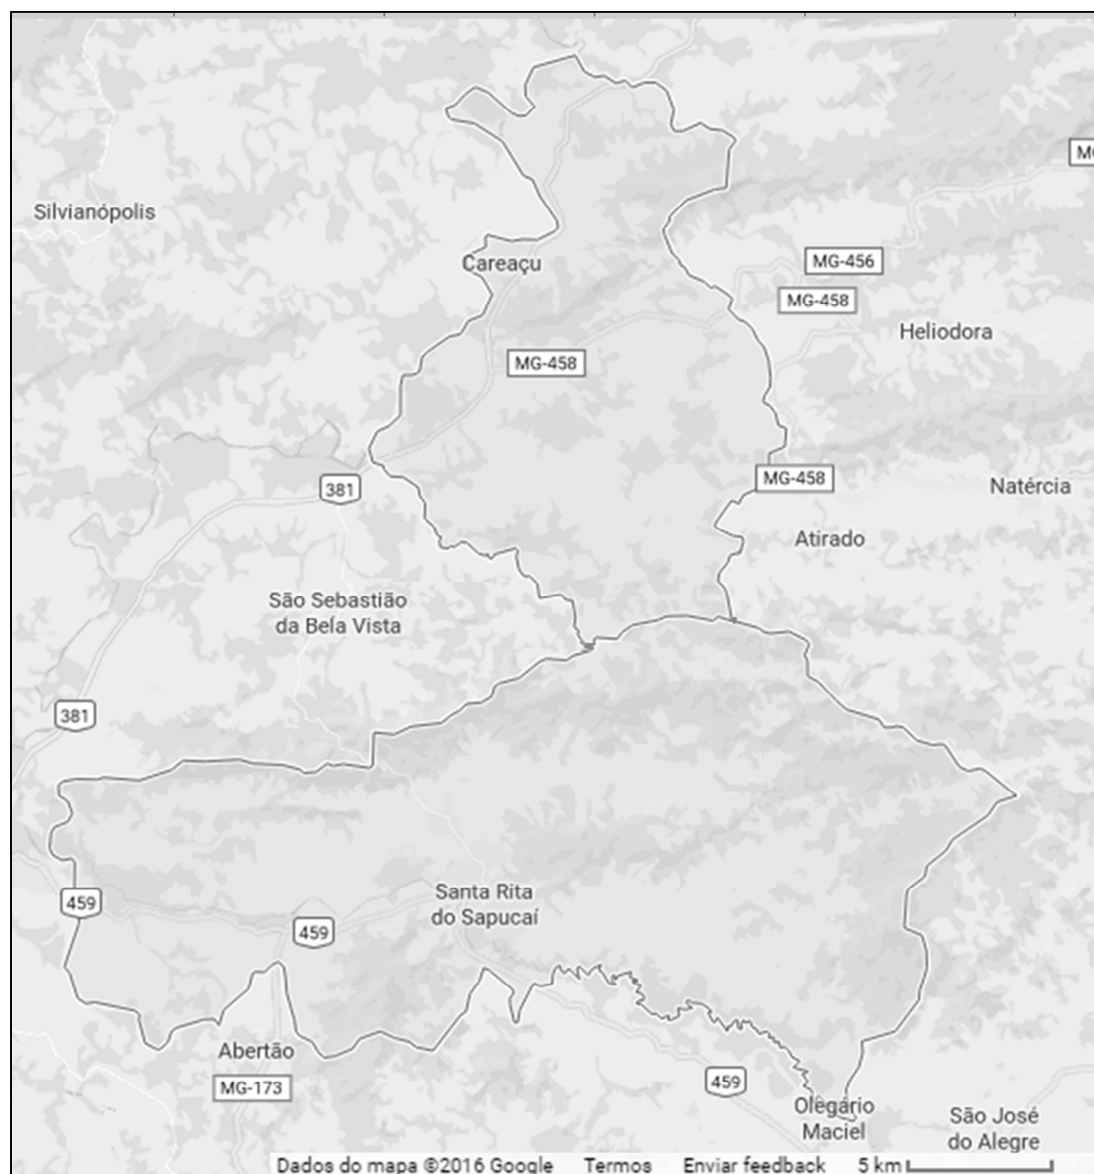 MG
Silvianópolis
Careaçu
MG-456
MG-458
Heliodora
MG-458
MG-458
381
Natércia
Atirado
São Sebastião
da Bela Vista
381
Santa Rita
do Sapucaí
459
459
Abertão
MG-173
459
Olegário
Maciel
São José
do Alegre
Dados do mapa ©2016 Google Termos Enviar feedback 5 km